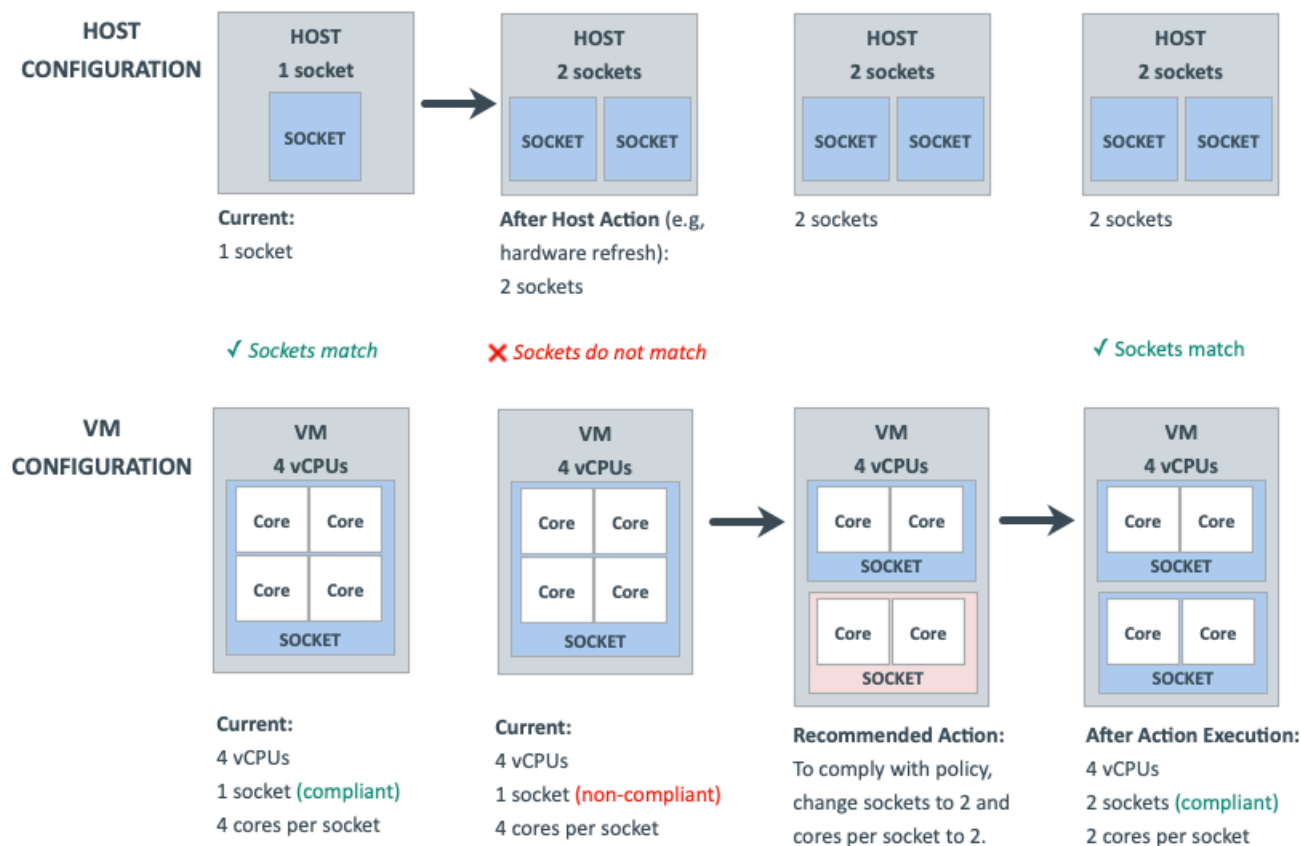 HOST
CONFIGURATION
HOST
1 socket
SOCKET
Current:
1 socket
HOST
2 sockets
SOCKET
SOCKET
After Host Action (e.g,
hardware refresh):
2 sockets
HOST
2 sockets
SOCKET
SOCKET
2 sockets
HOST
2 sockets
SOCKET
SOCKET
2 sockets
✓ Sockets match
❌ Sockets do not match
✓ Sockets match
VM
CONFIGURATION
VM
4 vCPUs
Core
Core
Core
Core
SOCKET
Current:
4 vCPUs
1 socket (compliant)
4 cores per socket
VM
4 vCPUs
Core
Core
Core
Core
SOCKET
Current:
4 vCPUs
1 socket (non-compliant)
4 cores per socket
VM
4 vCPUs
Core
Core
SOCKET
Core
Core
SOCKET
Recommended Action:
To comply with policy,
change sockets to 2 and
cores per socket to 2.
VM
4 vCPUs
Core
Core
SOCKET
Core
Core
SOCKET
After Action Execution:
4 vCPUs
2 sockets (compliant)
2 cores per socket